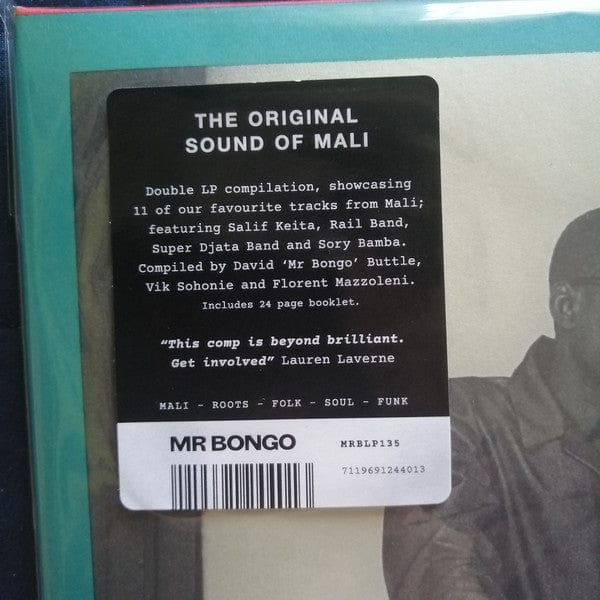 THE ORIGINAL
SOUND OF MALI
Double LP compilation, showcasing
11 of our favourite tracks from Mali;
featuring Salif Keita, Rail Band,
Super Djata Band and Sory Bamba.
Compiled by David ‘Mr Bongo’ Buttle,
Vik Sohonie and Florent Mazzoleni.
Includes 24 page booklet.
“This comp is beyond brilliant.
Get involved” Lauren Laverne
MALI – ROOTS – FOLK – SOUL – FUNK
MR BONGO
MRBLP135
7119691244013